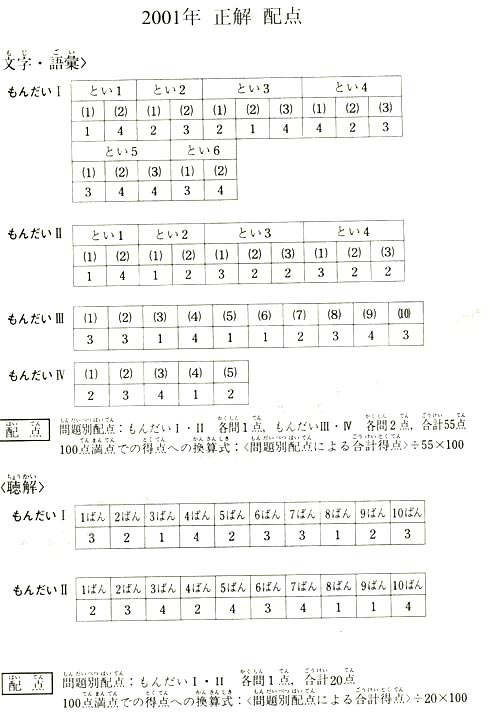 2001年 正解 配点
〈文字・語彙〉
もんだいⅠ とい1 とい2 とい3 とい4
(1) (2) (1) (2) (1) (2) (3) (1) (2) (3)
1 4 2 3 2 1 4 4 2 3
とい5 とい6
(1) (2) (3) (1) (2)
3 4 4 3 4
もんだいⅡ とい1 とい2 とい3 とい4
(1) (2) (1) (2) (1) (2) (3) (1) (2) (3)
1 4 1 2 3 2 2 3 2 2
もんだいⅢ (1) (2) (3) (4) (5) (6) (7) (8) (9) (10)
3 3 1 4 1 1 2 3 4 3
もんだいⅣ (1) (2) (3) (4) (5)
2 3 4 1 2
配点 問題別配点：もんだいⅠ・Ⅱ 各問1点，もんだいⅢ・Ⅳ 各問2点，合計55点
100点満点での得点への換算式：〈問題別配点による合計得点〉÷55×100
〈聴解〉
もんだいⅠ 1ばん 2ばん 3ばん 4ばん 5ばん 6ばん 7ばん 8ばん 9ばん 10ばん
3 2 1 4 2 3 3 1 2 3
もんだいⅡ 1ばん 2ばん 3ばん 4ばん 5ばん 6ばん 7ばん 8ばん 9ばん 10ばん
2 3 4 2 4 3 4 1 1 4
配点 問題別配点：もんだいⅠ・Ⅱ 各問1点，合計20点
100点満点での得点への換算式：〈問題別配点による合計得点〉÷20×100